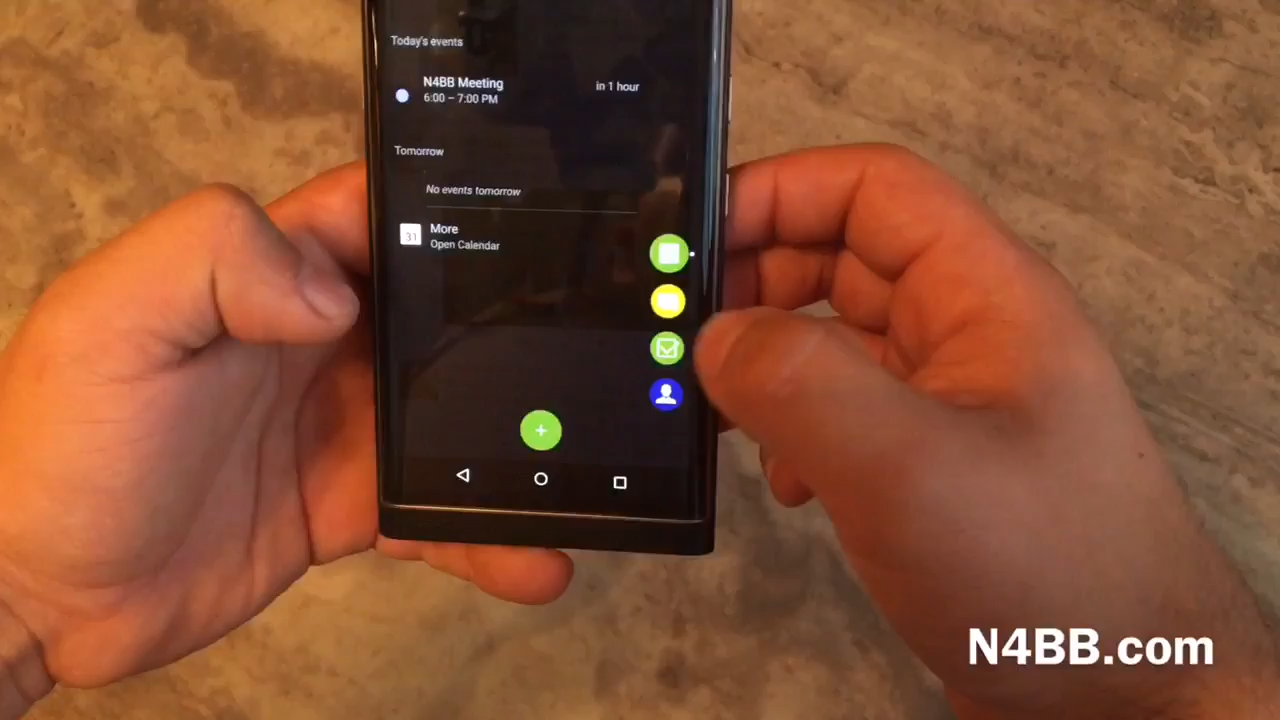 Today's events
N4BB Meeting
in 1 hour
6:00 – 7:00 PM
Tomorrow
No events tomorrow
31
More
Open Calendar
N4BB.com